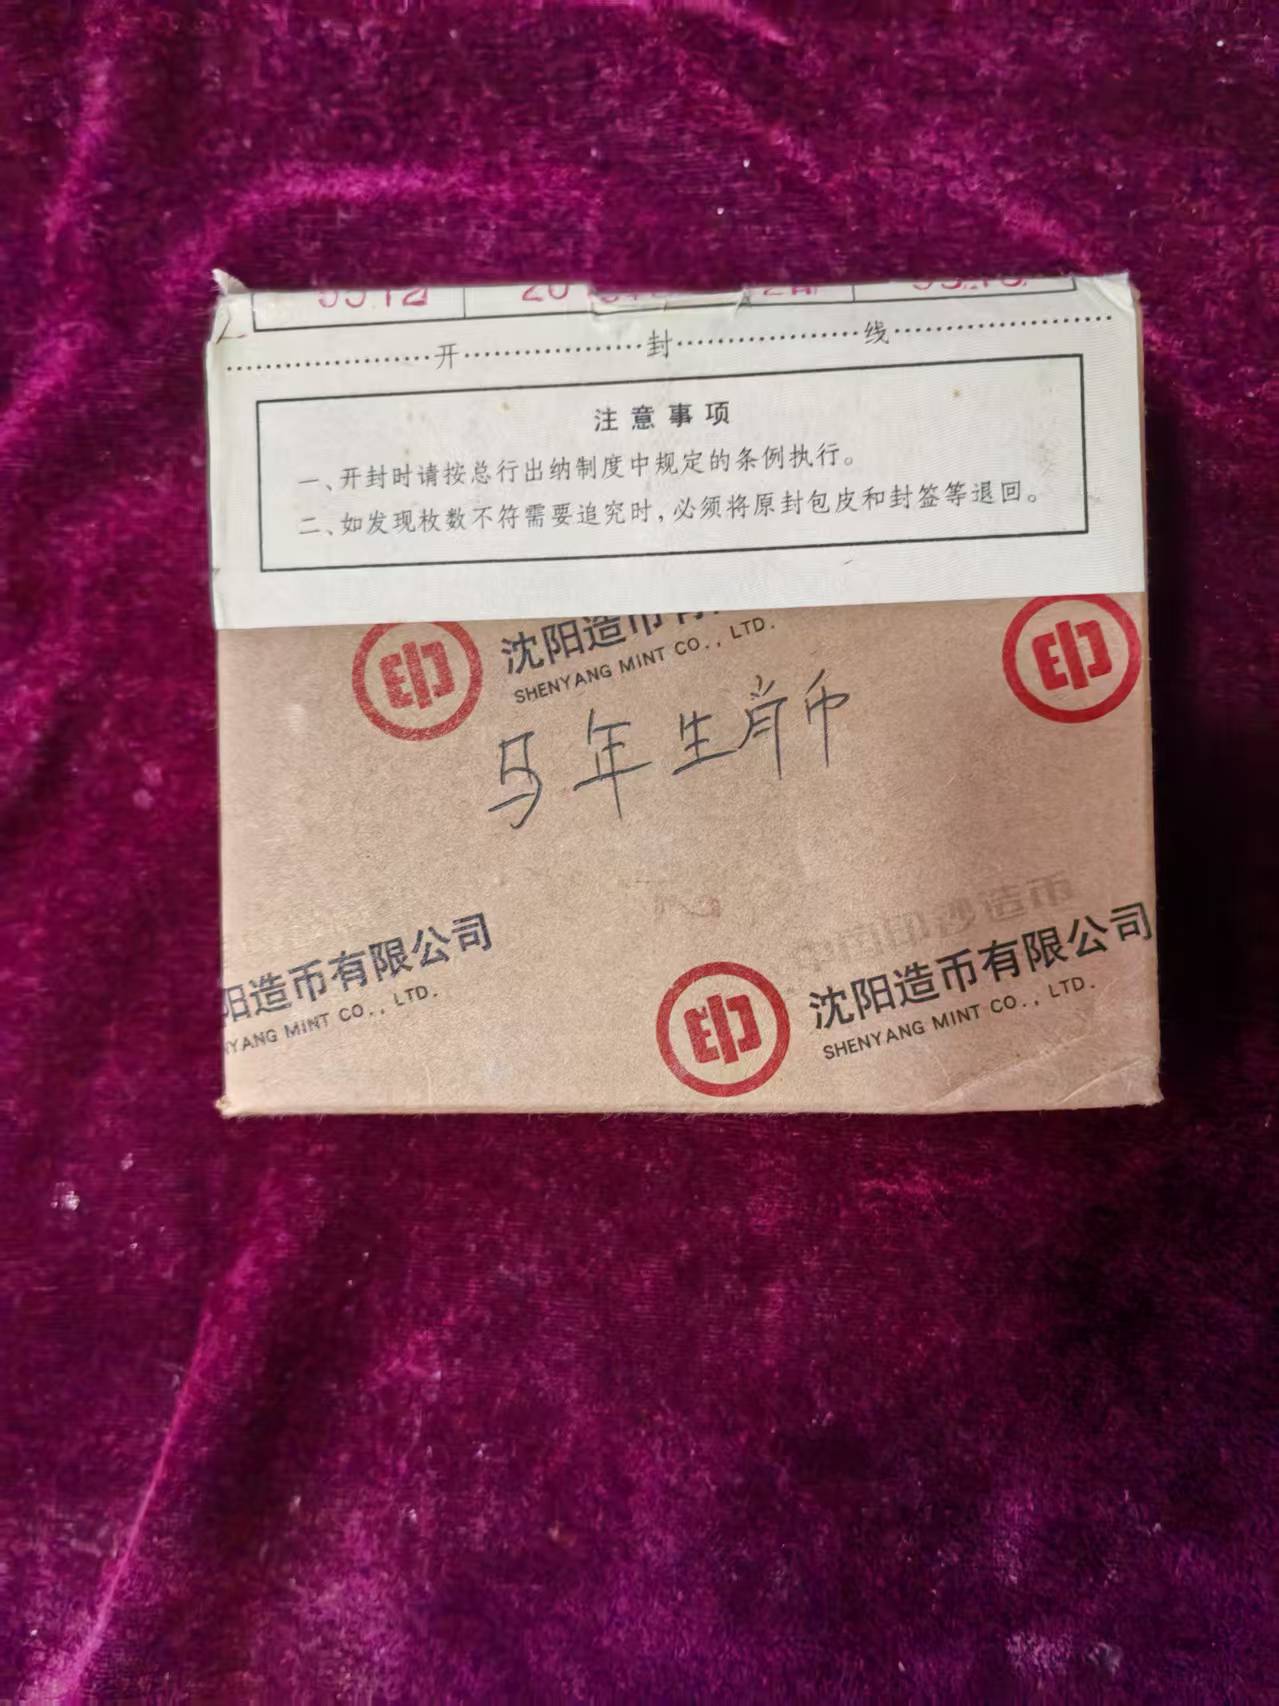 开封线
注意事项
一、开封时请按总行出纳制度中规定的条例执行。
二、如发现枚数不符需要追究时,必须将原封包皮和封签等退回。
沈阳造币有
SHENYANG MINT CO., LTD.
马年生肖币
阳造币有限公司
YANG MINT CO., LTD.
沈阳造币有限公司
SHENYANG MINT CO., LTD.